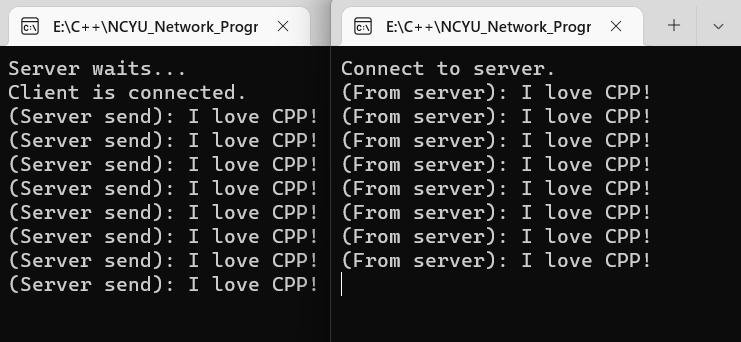 E:\C++\NCYU_Network_Progr
Server waits...
Client is connected.
(Server send): I love CPP!
(Server send): I love CPP!
(Server send): I love CPP!
(Server send): I love CPP!
(Server send): I love CPP!
(Server send): I love CPP!
(Server send): I love CPP!
(Server send): I love CPP!
E:\C++\NCYU_Network_Progr
Connect to server.
(From server): I love CPP!
(From server): I love CPP!
(From server): I love CPP!
(From server): I love CPP!
(From server): I love CPP!
(From server): I love CPP!
(From server): I love CPP!
(From server): I love CPP!